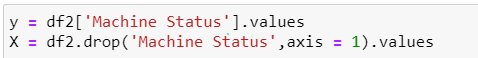 y = df2['Machine Status'].values
X = df2.drop('Machine Status',axis = 1).values